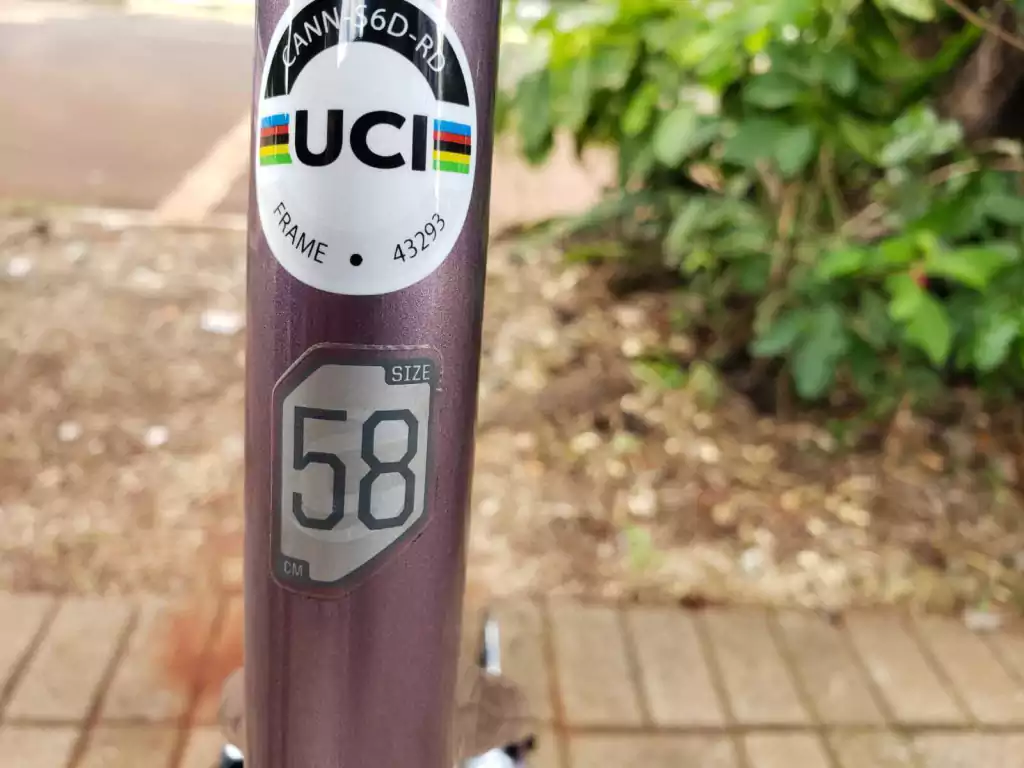 CANN-S6D-RD
UCI
FRAME • 43293
SIZE
58
CM